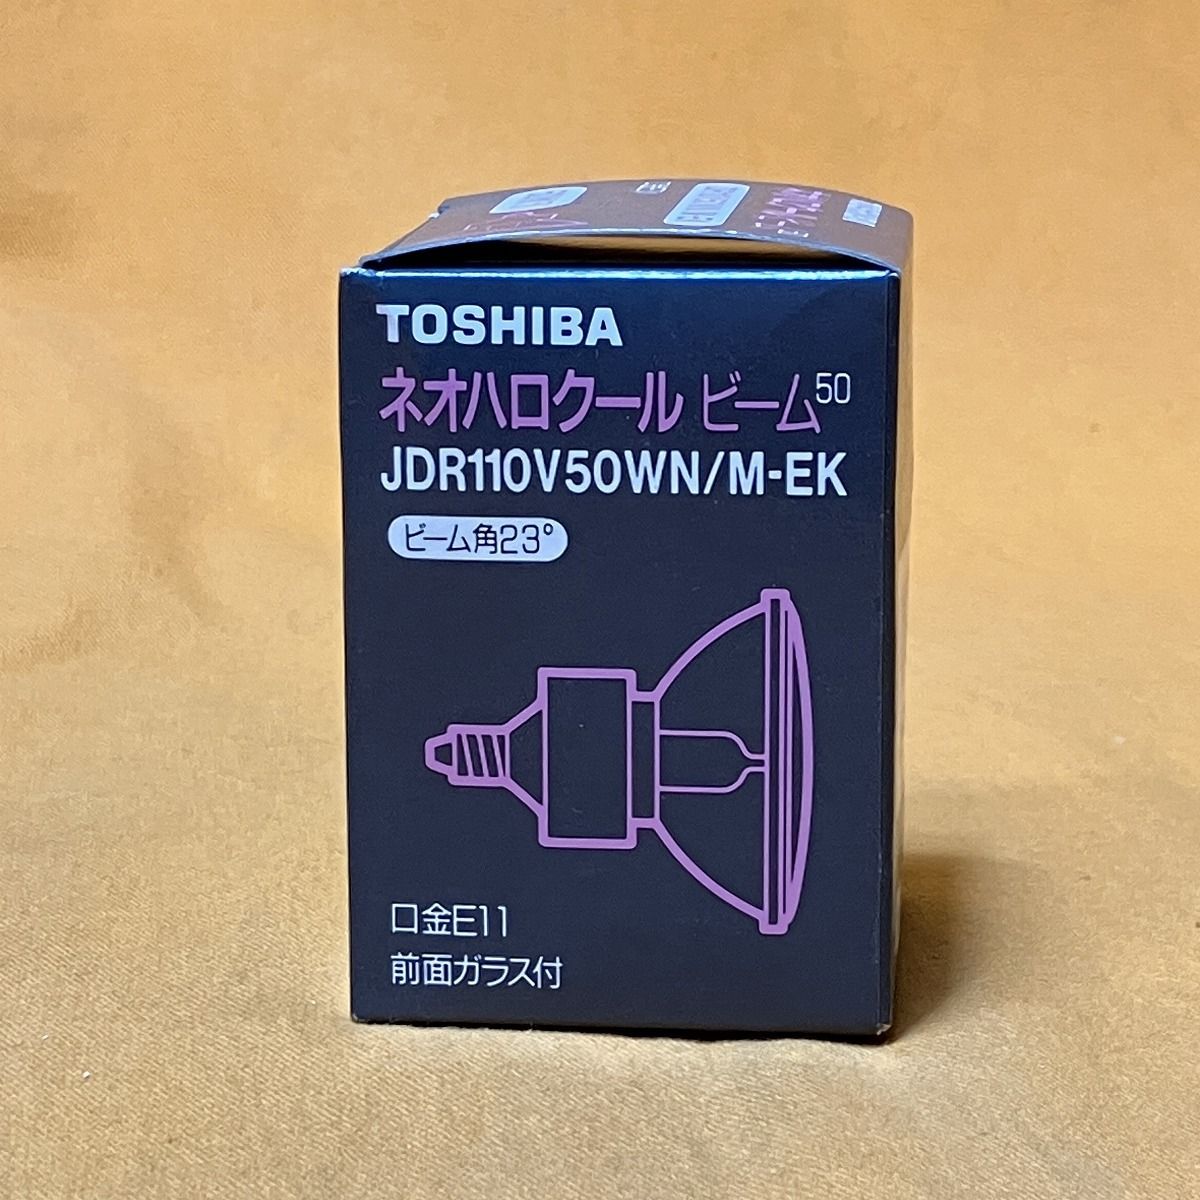 TOSHIBA
ネオハロクール ビーム50
JDR110V50WN/M-EK
ビーム角23°
口金E11
前面ガラス付